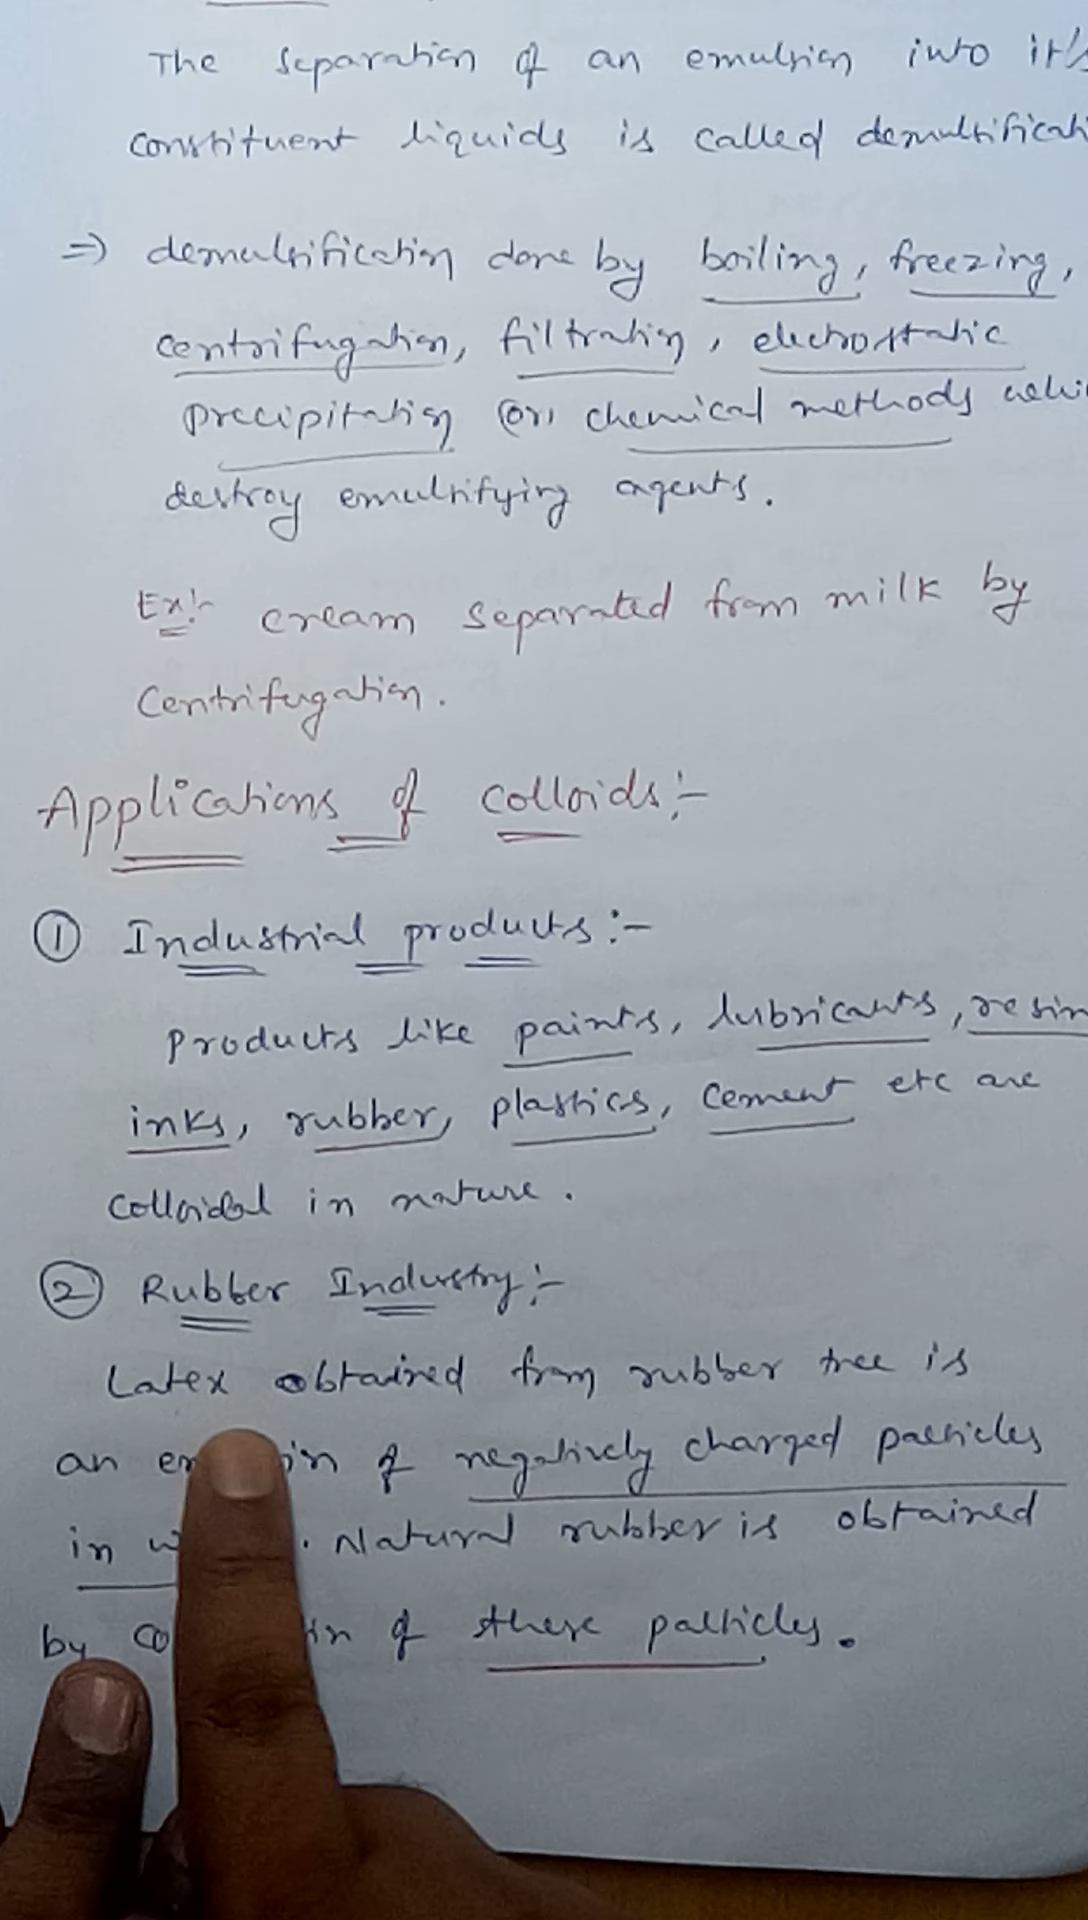 The separation of an emulsion into it's
constituent liquids is called
=> demulsification done by boiling, freezing,
centrifugation, filtration, electrostatic
precipitation (or) chemical methods
destroy emulsifying agents.
Ex:- cream separated from milk by
Centrifugation.
Applications of colloids:-
① Industrial products:-
Products like paints, lubricants, resin
inks, rubber, plastics, cement etc are
colloidal in nature.
② Rubber Industry:-
Latex obtained from rubber tree is
an of negatively charged particles
in . Natural rubber is obtained
by of these particles.